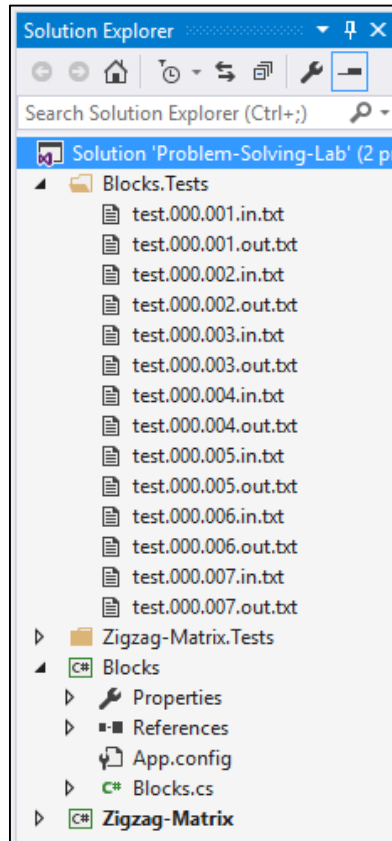 Solution Explorer
Search Solution Explorer (Ctrl+;)
Solution 'Problem-Solving-Lab' (2 pr
Blocks.Tests
test.000.001.in.txt
test.000.001.out.txt
test.000.002.in.txt
test.000.002.out.txt
test.000.003.in.txt
test.000.003.out.txt
test.000.004.in.txt
test.000.004.out.txt
test.000.005.in.txt
test.000.005.out.txt
test.000.006.in.txt
test.000.006.out.txt
test.000.007.in.txt
test.000.007.out.txt
Zigzag-Matrix.Tests
C# Blocks
Properties
References
App.config
C# Blocks.cs
C# Zigzag-Matrix